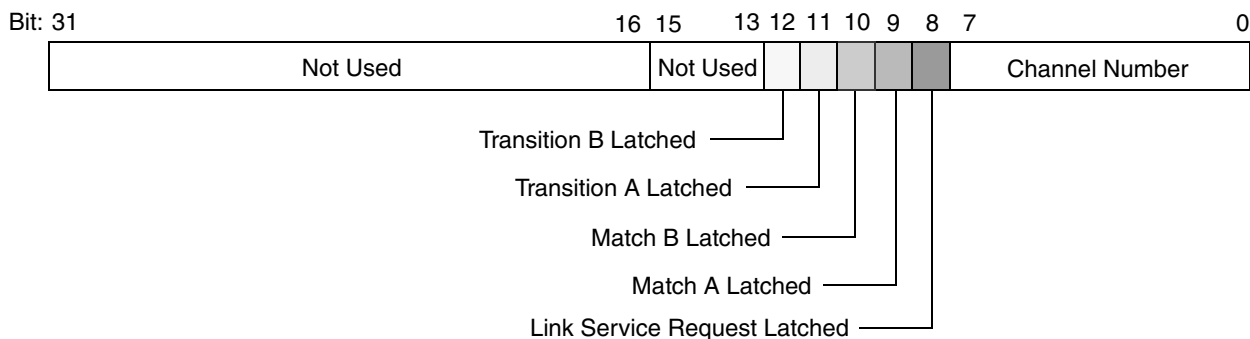 Bit: 31 16 15 13 12 11 10 9 8 7 0
Not Used Not Used Channel Number
Transition B Latched
Transition A Latched
Match B Latched
Match A Latched
Link Service Request Latched